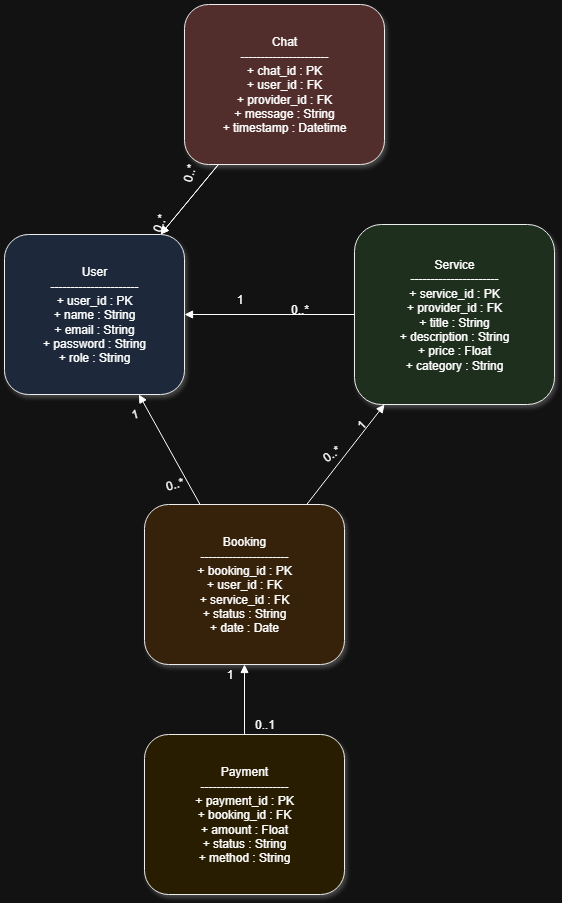 Chat
----------------------
+ chat_id : PK
+ user_id : FK
+ provider_id : FK
+ message : String
+ timestamp : Datetime
0..*
0..*
User
----------------------
+ user_id : PK
+ name : String
+ email : String
+ password : String
+ role : String
1
0..*
Service
----------------------
+ service_id : PK
+ provider_id : FK
+ title : String
+ description : String
+ price : Float
+ category : String
1
0..*
1
0..*
Booking
----------------------
+ booking_id : PK
+ user_id : FK
+ service_id : FK
+ status : String
+ date : Date
1
0..1
Payment
----------------------
+ payment_id : PK
+ booking_id : FK
+ amount : Float
+ status : String
+ method : String